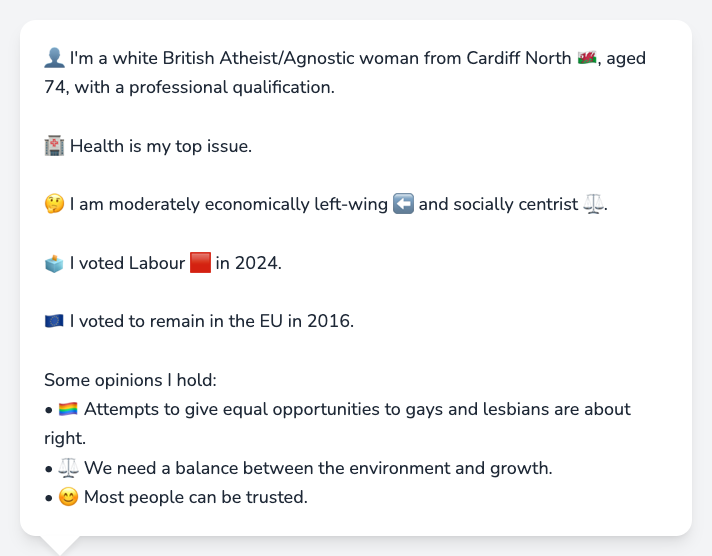 👤 I'm a white British Atheist/Agnostic woman from Cardiff North 🏴󠁧󠁢󠁷󠁬󠁳󠁿, aged
74, with a professional qualification.
🏥 Health is my top issue.
🤔 I am moderately economically left-wing ⬅️ and socially centrist ⚖️.
🗳️ I voted Labour 🟥 in 2024.
🇪🇺 I voted to remain in the EU in 2016.
Some opinions I hold:
• 🏳️‍🌈 Attempts to give equal opportunities to gays and lesbians are about
right.
• ⚖️ We need a balance between the environment and growth.
• 😊 Most people can be trusted.